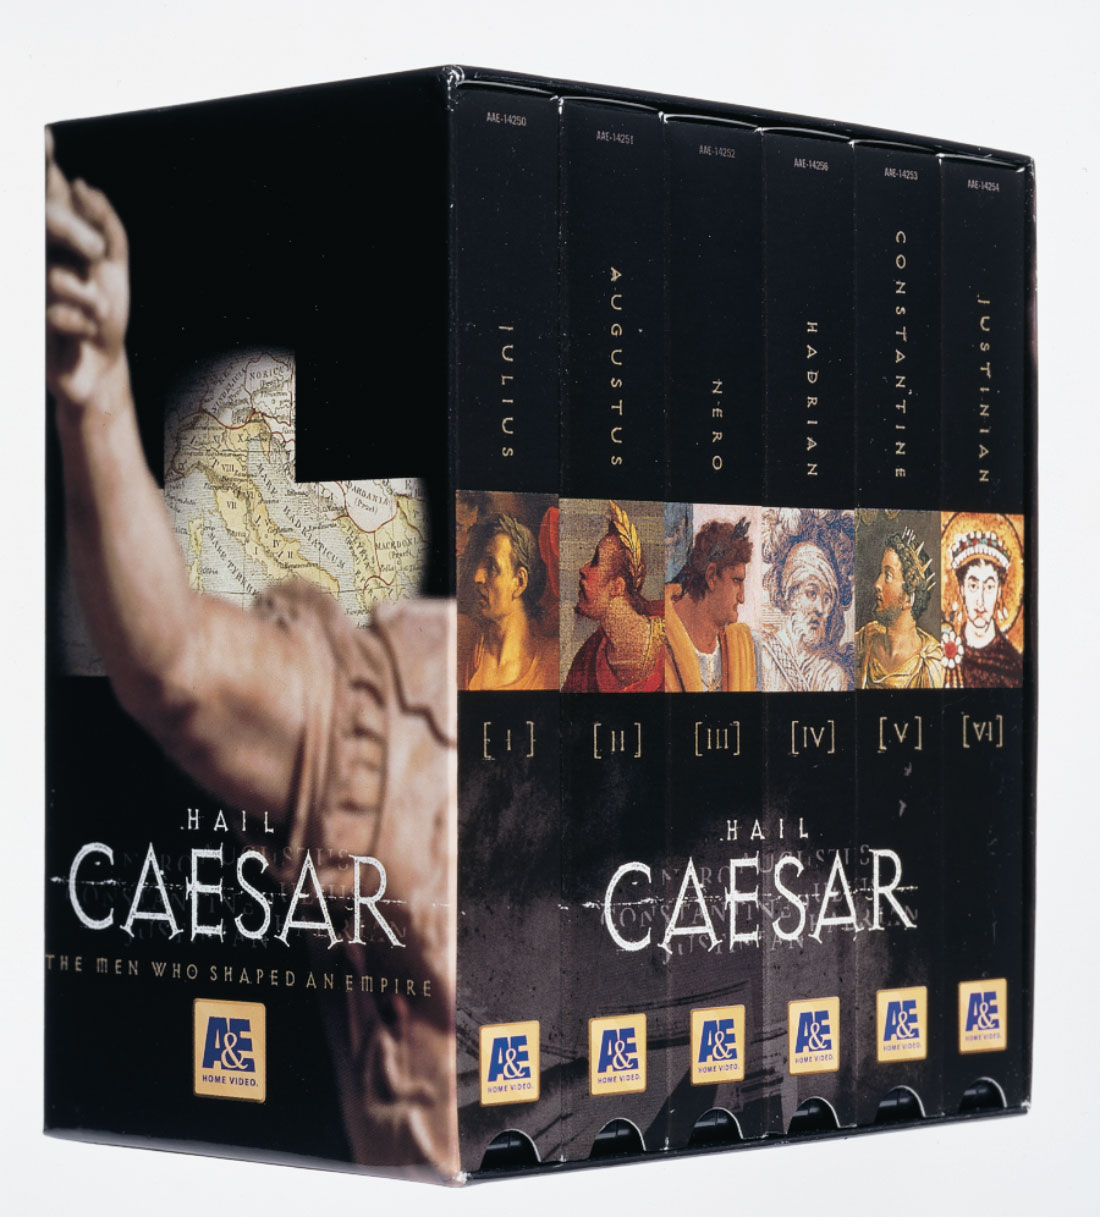 HAIL
CAESAR
THE MEN WHO SHAPED AN EMPIRE
A&E
HOME VIDEO.
AAE-14250
IULIUS
[I]
A&E
HOME VIDEO.
AAE-14251
AUGUSTUS
[II]
A&E
HOME VIDEO.
AAE-14252
NERO
[III]
A&E
HOME VIDEO.
AAE-14256
HADRIAN
[IV]
A&E
HOME VIDEO.
AAE-14253
CONSTANTINE
[V]
A&E
HOME VIDEO.
AAE-14254
JUSTINIAN
[VI]
A&E
HOME VIDEO.
HAIL
CAESAR